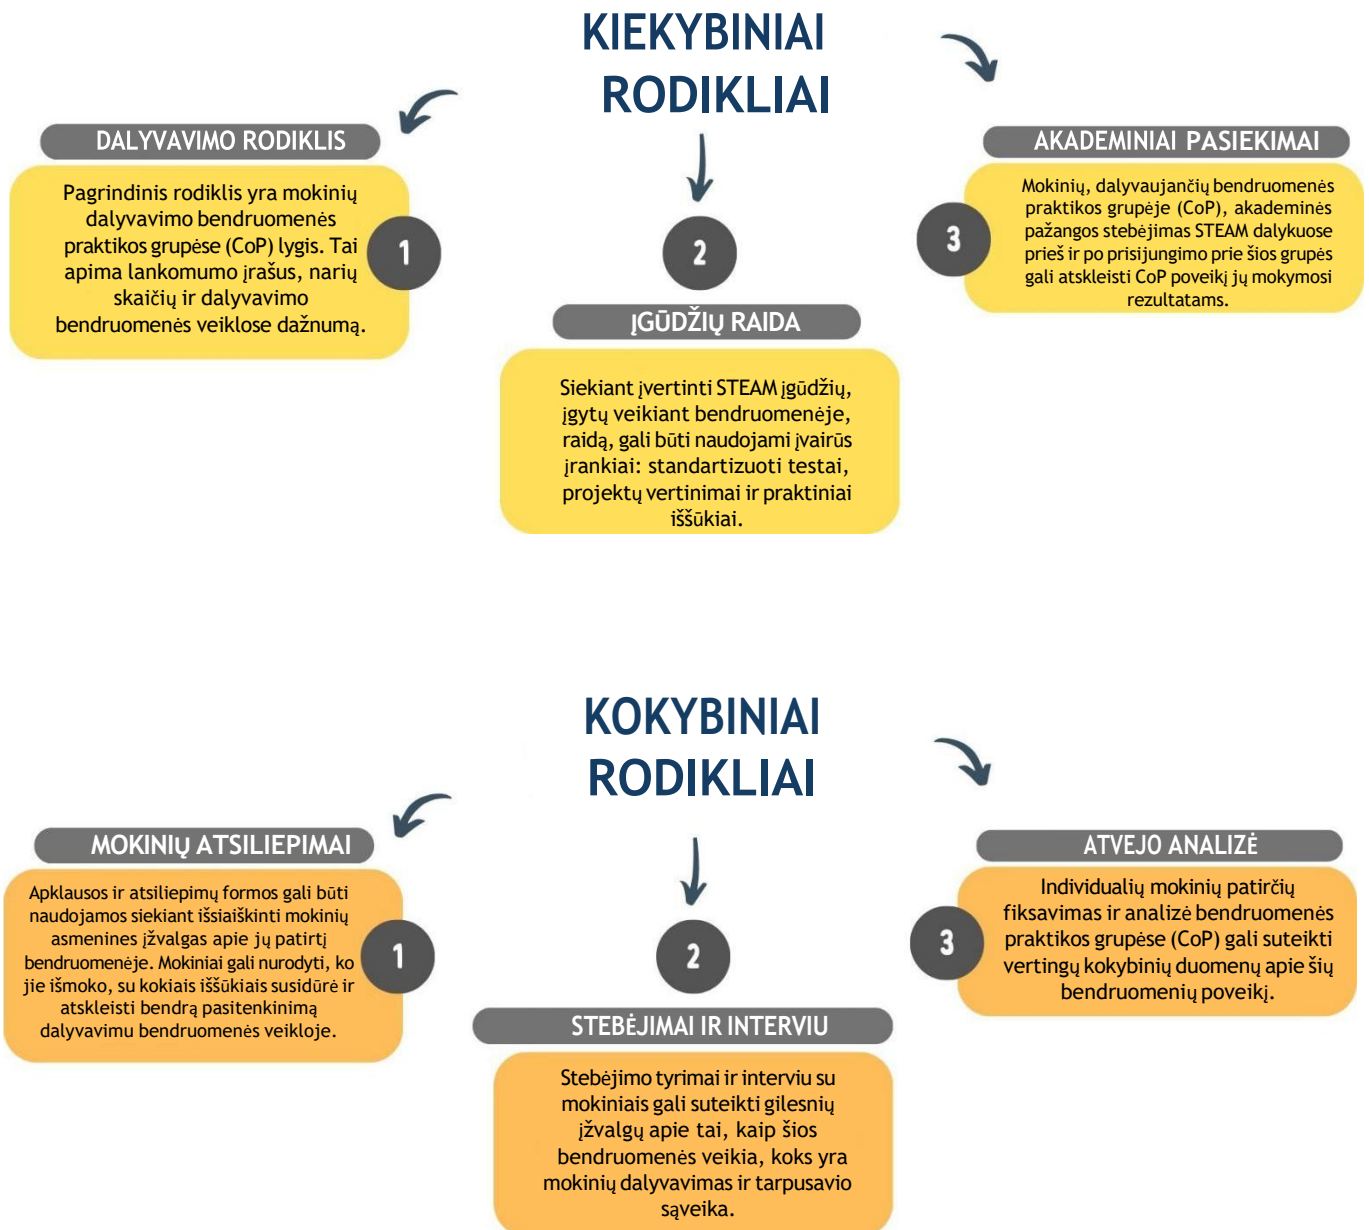 KIEKYBINIAI
RODIKLIAI
DALYVAVIMO RODIKLIS
Pagrindinis rodiklis yra mokinių
dalyvavimo bendruomenės
praktikos grupėse (CoP) lygis. Tai
apima lankomumo įrašus, narių
skaičių ir dalyvavimo
bendruomenės veiklose dažnumą.
1
2
ĮGŪDŽIŲ RAIDA
Siekiant įvertinti STEAM įgūdžių,
įgytų veikiant bendruomenėje,
raidą, gali būti naudojami įvairūs
įrankiai: standartizuoti testai,
projektų vertinimai ir praktiniai
iššūkiai.
AKADEMINIAI PASIEKIMAI
3
Mokinių, dalyvaujančių bendruomenės
praktikos grupėje (CoP), akademinės
pažangos stebėjimas STEAM dalykuose
prieš ir po prisijungimo prie šios grupės
gali atskleisti CoP poveikį jų mokymosi
rezultatams.
KOKYBINIAI
RODIKLIAI
MOKINIŲ ATSILIEPIMAI
Apklausos ir atsiliepimų formos gali būti
naudojamos siekiant išsiaiškinti mokinių
asmenines įžvalgas apie jų patirtį
bendruomenėje. Mokiniai gali nurodyti, ko
jie išmoko, su kokiais iššūkiais susidūrė ir
atskleisti bendrą pasitenkinimą
dalyvavimu bendruomenės veikloje.
1
2
STEBĖJIMAI IR INTERVIU
Stebėjimo tyrimai ir interviu su
mokiniais gali suteikti gilesnių
įžvalgų apie tai, kaip šios
bendruomenės veikia, koks yra
mokinių dalyvavimas ir tarpusavio
sąveika.
ATVEJO ANALIZĖ
3
Individualių mokinių patirčių
fiksavimas ir analizė bendruomenės
praktikos grupėse (CoP) gali suteikti
vertingų kokybinių duomenų apie šių
bendruomenių poveikį.